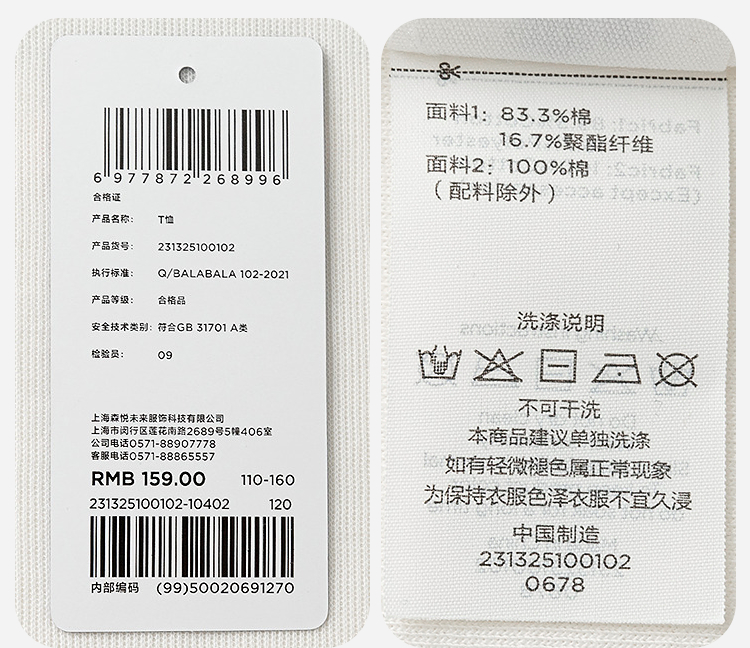 6 977872 268996
合格证
产品名称： T恤
产品货号： 231325100102
执行标准： Q/BALABALA 102-2021
产品等级： 合格品
安全技术类别：符合GB 31701 A类
检验员： 09
上海森悦未来服饰科技有限公司
上海市闵行区莲花南路2689号5幢406室
公司电话0571-88907778
客服电话0571-88865557
RMB 159.00 110-160
231325100102-10402 120
内部编码 (99)50020691270
面料1：83.3%棉
16.7%聚酯纤维
面料2：100%棉
（配料除外）
洗涤说明
不可干洗
本商品建议单独洗涤
如有轻微褪色属正常现象
为保持衣服色泽衣服不宜久浸
中国制造
231325100102
0678